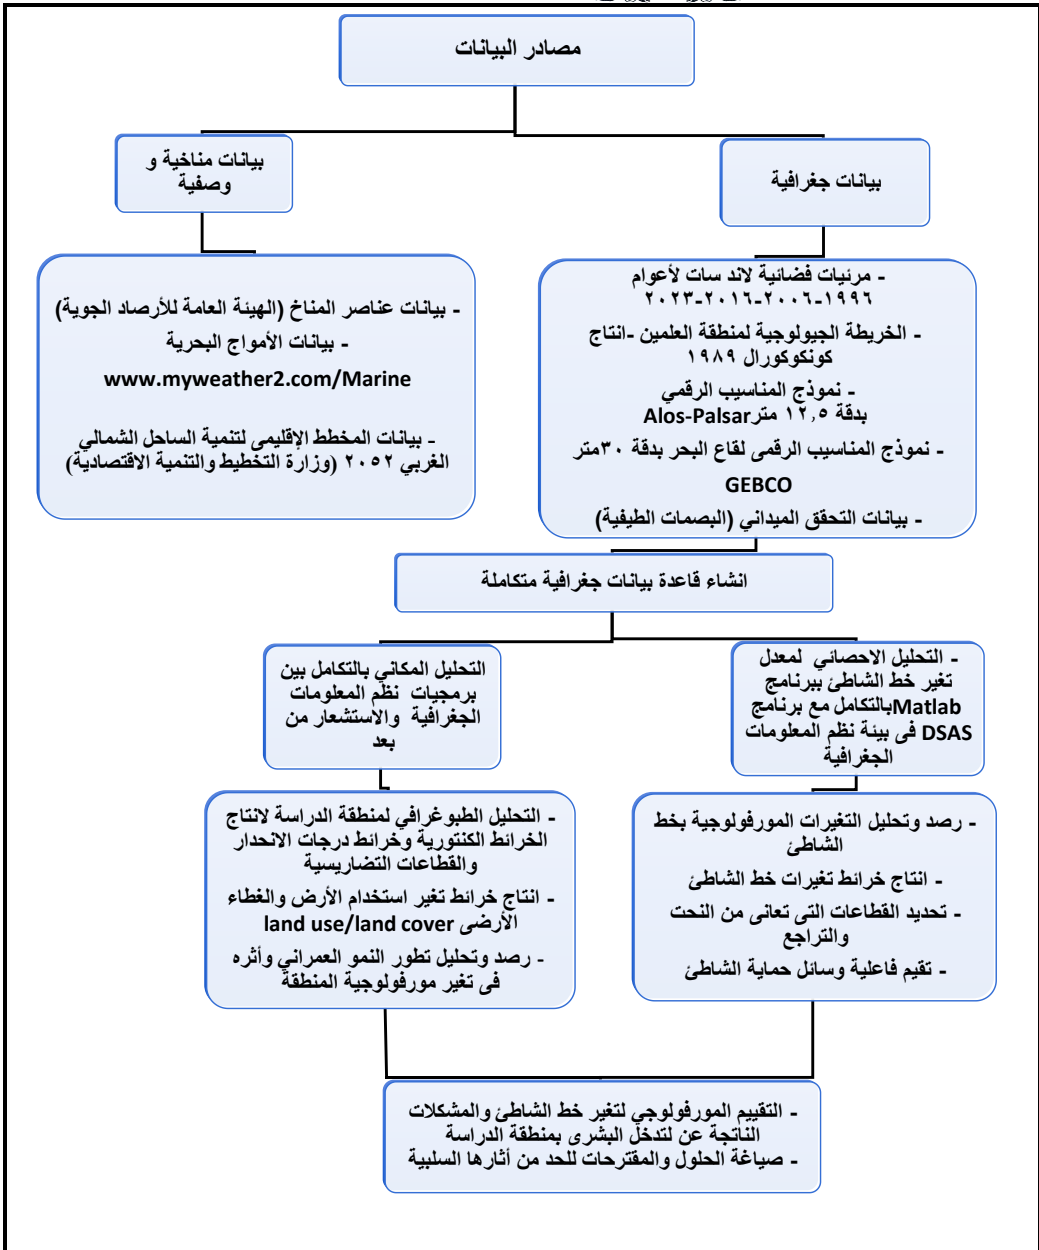 مصادر البيانات
بيانات جغرافية
بيانات مناخية و
وصفية
- مرئيات فضائية لاند سات لأعوام
١٩٩٦-٢٠٠٦-٢٠١٦-٢٠٢٣
- الخريطة الجيولوجية لمنطقة العلمين -انتاج
كونكوكورال ١٩٨٩
- نموذج المناسيب الرقمي
بدقة ١٢,٥ مترAlos-Palsar
- نموذج المناسيب الرقمى لقاع البحر بدقة ٣٠متر
GEBCO
- بيانات التحقق الميداني (البصمات الطيفية)
- بيانات عناصر المناخ (الهيئة العامة للأرصاد الجوية)
- بيانات الأمواج البحرية
www.myweather2.com/Marine
- بيانات المخطط الإقليمى لتنمية الساحل الشمالي
الغربي ٢٠٥٢ (وزارة التخطيط والتنمية الاقتصادية)
انشاء قاعدة بيانات جغرافية متكاملة
- التحليل الاحصائي لمعدل
تغير خط الشاطئ ببرنامج
Matlabبالتكامل مع برنامج
DSAS فى بيئة نظم المعلومات
الجغرافية
التحليل المكاني بالتكامل بين
برمجيات نظم المعلومات
الجغرافية والاستشعار من
بعد
- رصد وتحليل التغيرات المورفولوجية بخط
الشاطئ
- انتاج خرائط تغيرات خط الشاطئ
- تحديد القطاعات التى تعانى من النحت
والتراجع
- تقيم فاعلية وسائل حماية الشاطئ
- التحليل الطبوغرافي لمنطقة الدراسة لانتاج
الخرائط الكنتورية وخرائط درجات الانحدار
والقطاعات التضاريسية
- انتاج خرائط تغير استخدام الأرض والغطاء
الأرضى land use/land cover
- رصد وتحليل تطور النمو العمراني وأثره
فى تغير مورفولوجية المنطقة
- التقييم المورفولوجي لتغير خط الشاطئ والمشكلات
الناتجة عن لتدخل البشرى بمنطقة الدراسة
- صياغة الحلول والمقترحات للحد من أثارها السلبية